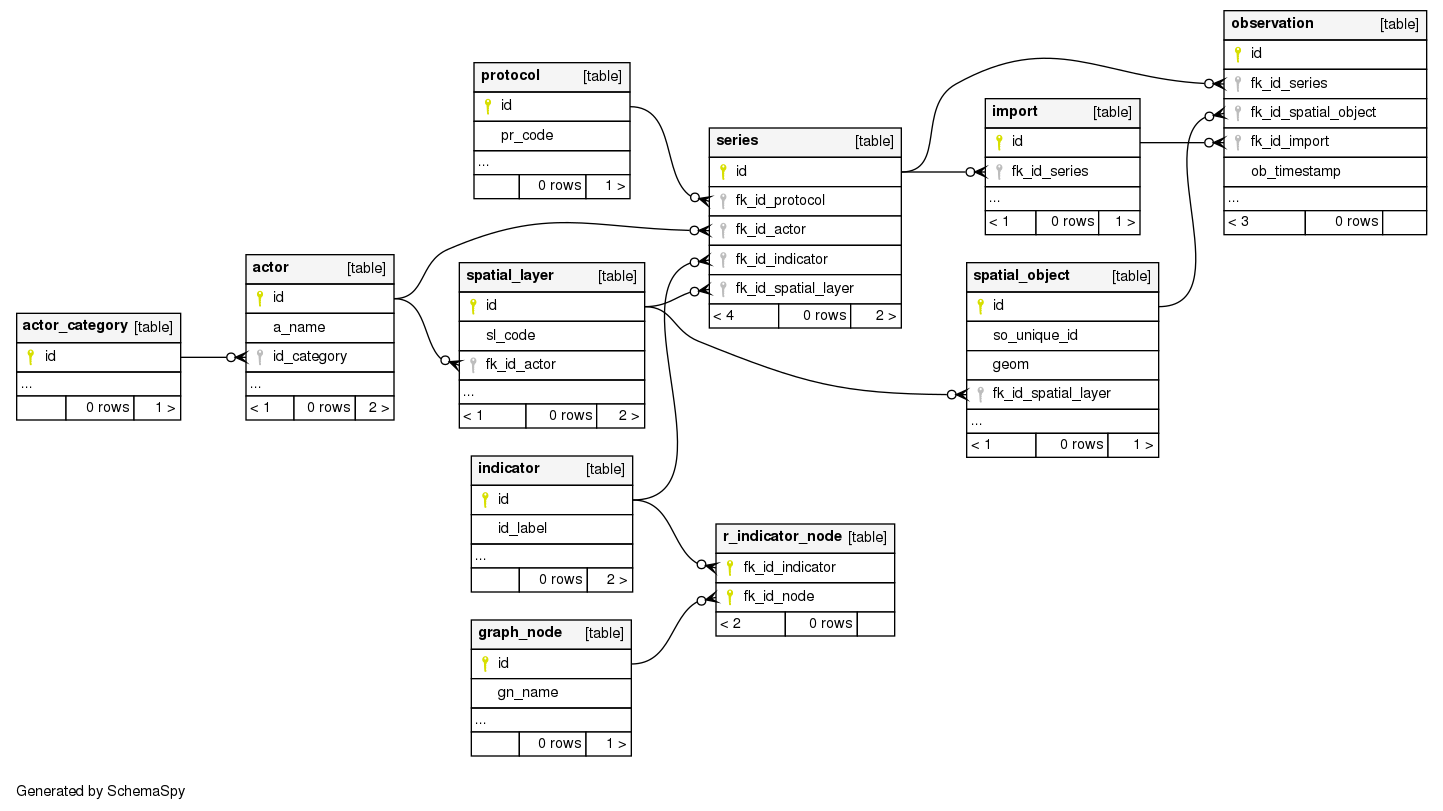 observation [table]
id
fk_id_series
fk_id_spatial_object
fk_id_import
ob_timestamp
...
< 3 0 rows
protocol [table]
id
pr_code
...
0 rows 1 >
import [table]
id
fk_id_series
...
< 1 0 rows 1 >
series [table]
id
fk_id_protocol
fk_id_actor
fk_id_indicator
fk_id_spatial_layer
< 4 0 rows 2 >
actor [table]
id
a_name
id_category
...
< 1 0 rows 2 >
spatial_layer [table]
id
sl_code
fk_id_actor
...
< 1 0 rows 2 >
spatial_object [table]
id
so_unique_id
geom
fk_id_spatial_layer
...
< 1 0 rows 1 >
actor_category [table]
id
...
0 rows 1 >
indicator [table]
id
id_label
...
0 rows 2 >
r_indicator_node [table]
fk_id_indicator
fk_id_node
< 2 0 rows
graph_node [table]
id
gn_name
...
0 rows 1 >
Generated by SchemaSpy